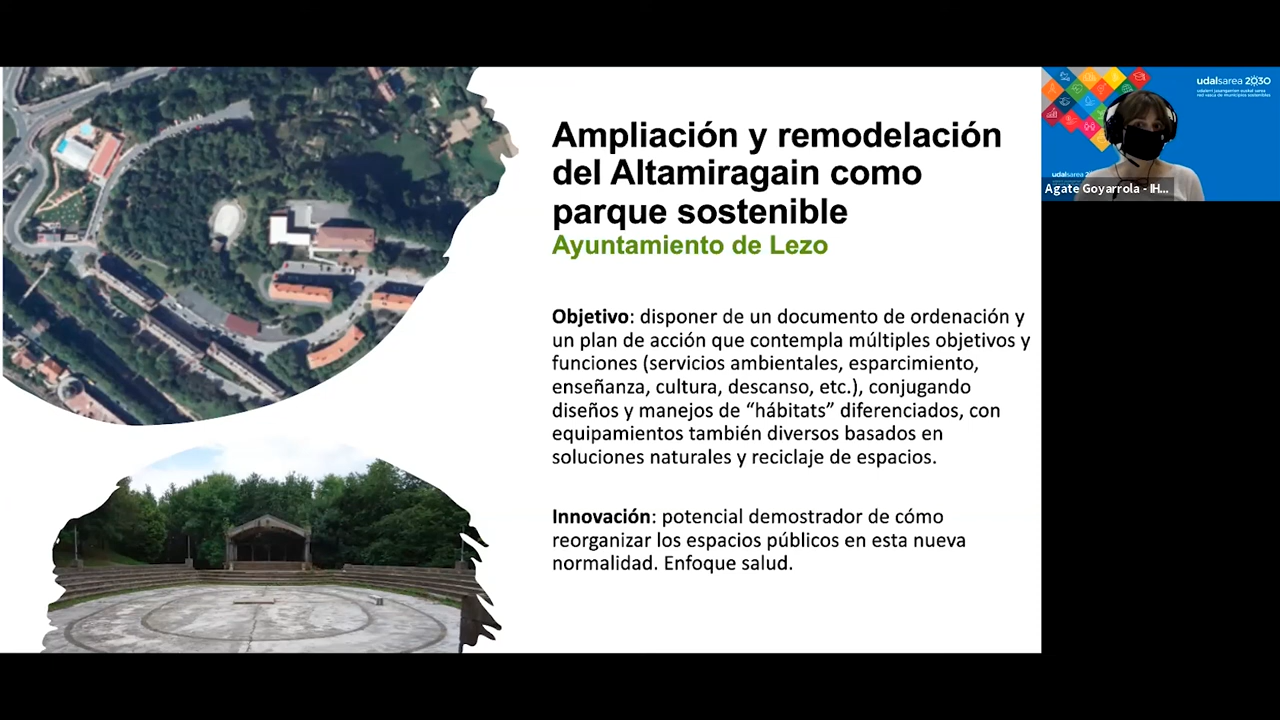 Ampliación y remodelación
del Altamiragain como
parque sostenible
Ayuntamiento de Lezo
Objetivo: disponer de un documento de ordenación y
un plan de acción que contempla múltiples objetivos y
funciones (servicios ambientales, esparcimiento,
enseñanza, cultura, descanso, etc.), conjugando
diseños y manejos de “hábitats” diferenciados, con
equipamientos también diversos basados en
soluciones naturales y reciclaje de espacios.
Innovación: potencial demostrador de cómo
reorganizar los espacios públicos en esta nueva
normalidad. Enfoque salud.
udalsarea 2030
udalsarea 2
Agate Goyarrola - IH...